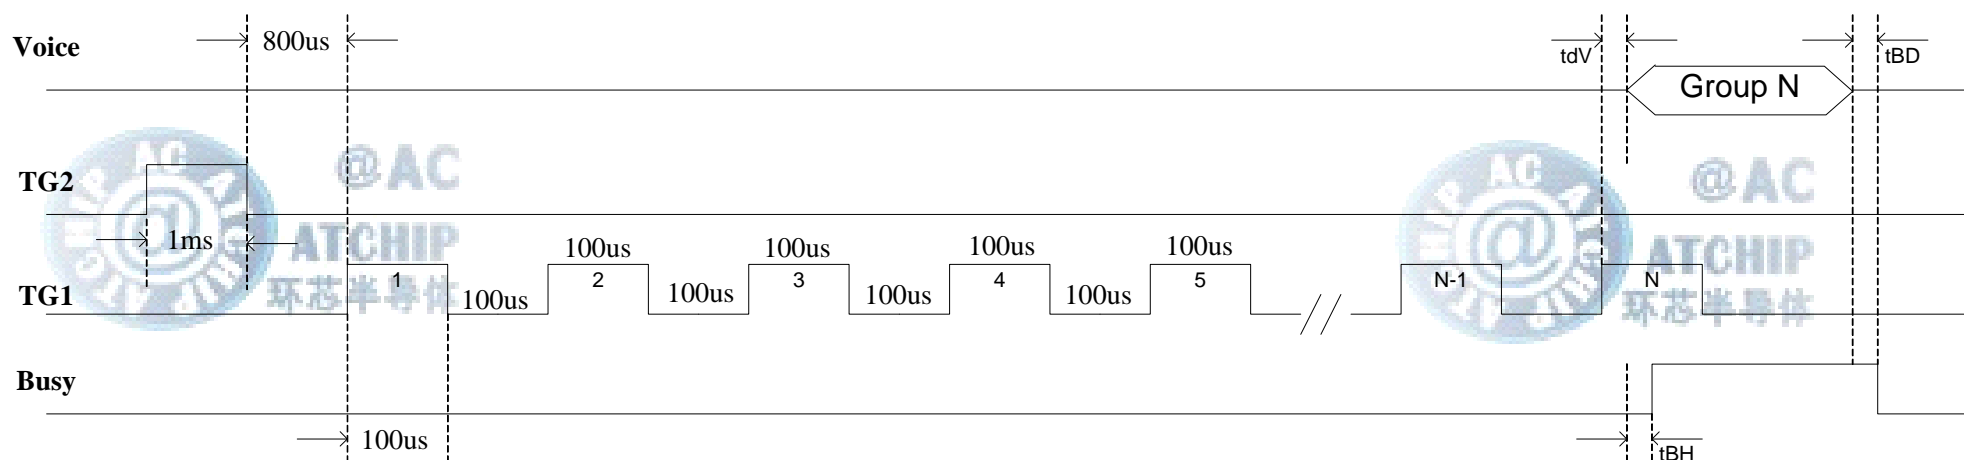 Voice
800us
tdV
tBD
Group N
@AC
@AC
TG2
1ms
ATCHIP
ATCHIP
环芯半导体
环芯半导体
TG1
1
100us
100us
2
100us
100us
3
100us
100us
4
100us
100us
5
N-1
N
Busy
100us
tBH